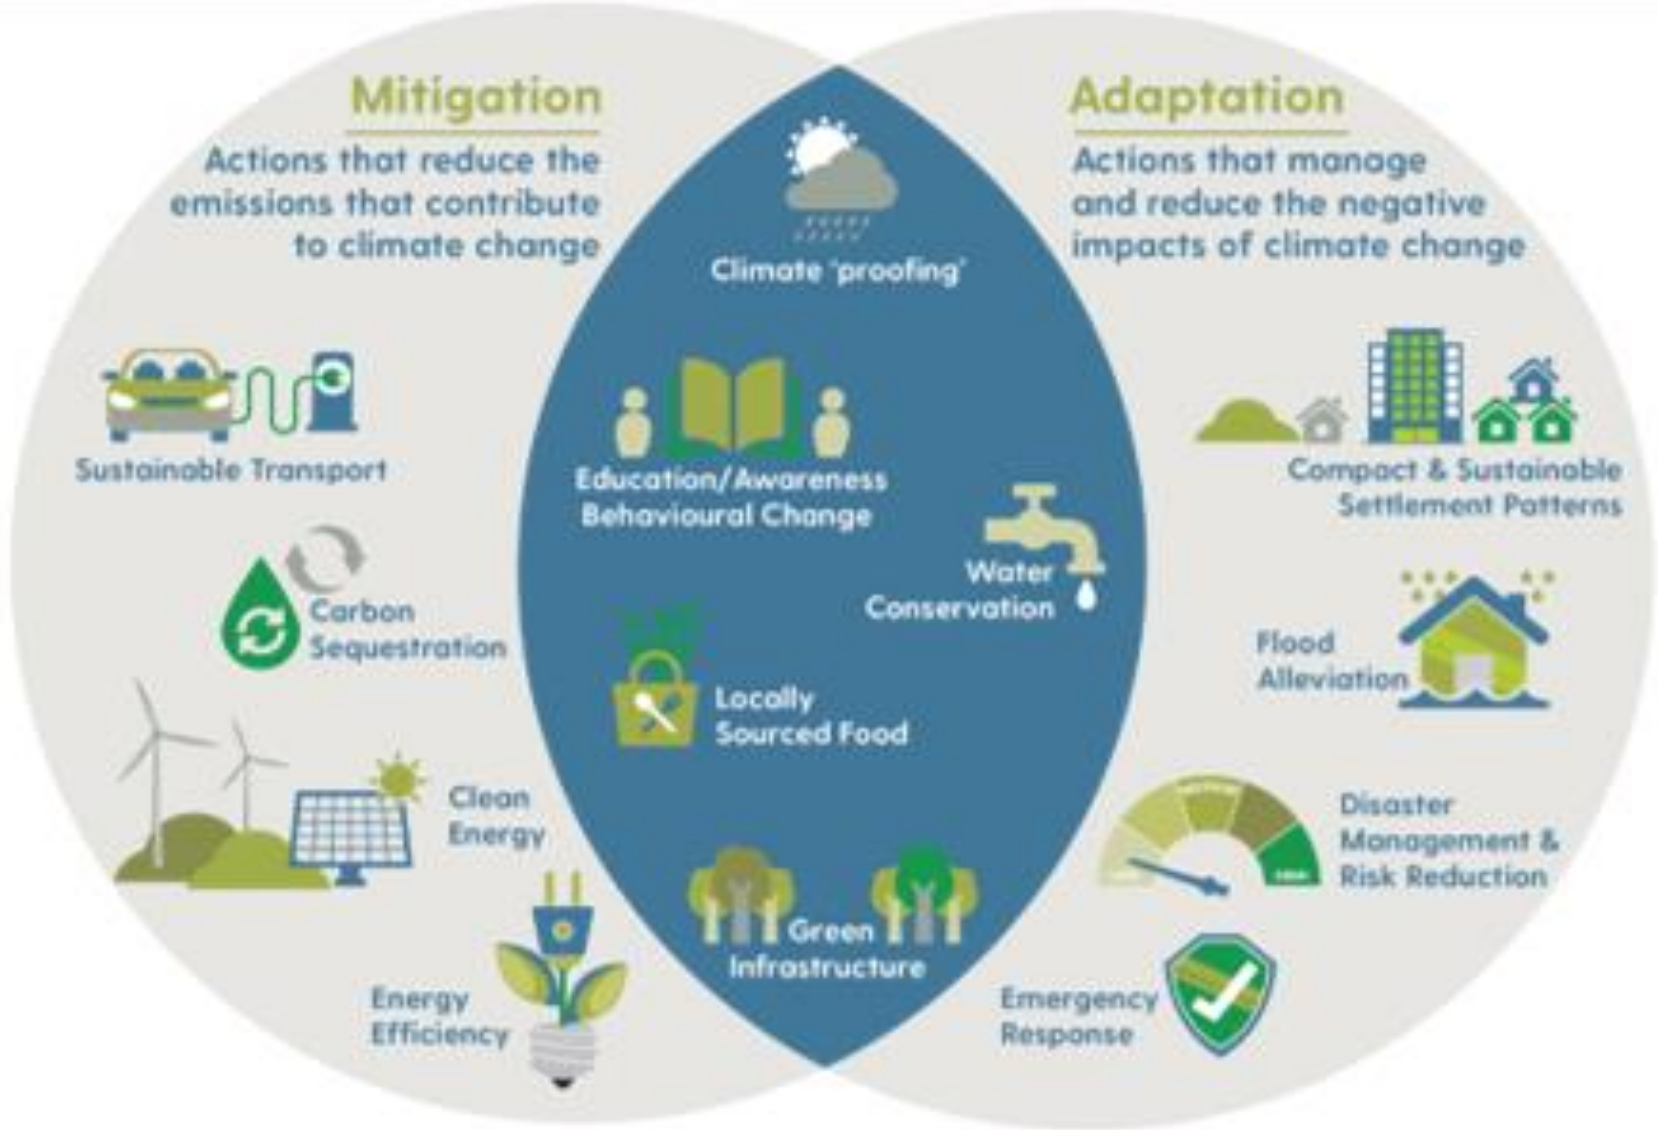 Mitigation
Actions that reduce the
emissions that contribute
to climate change
Sustainable Transport
Carbon
Sequestration
Clean
Energy
Energy
Efficiency
Climate 'proofing'
Education/Awareness
Behavioural Change
Water
Conservation
Locally
Sourced Food
Green
Infrastructure
Adaptation
Actions that manage
and reduce the negative
impacts of climate change
Compact & Sustainable
Settlement Patterns
Flood
Alleviation
Disaster
Management &
Risk Reduction
Emergency
Response